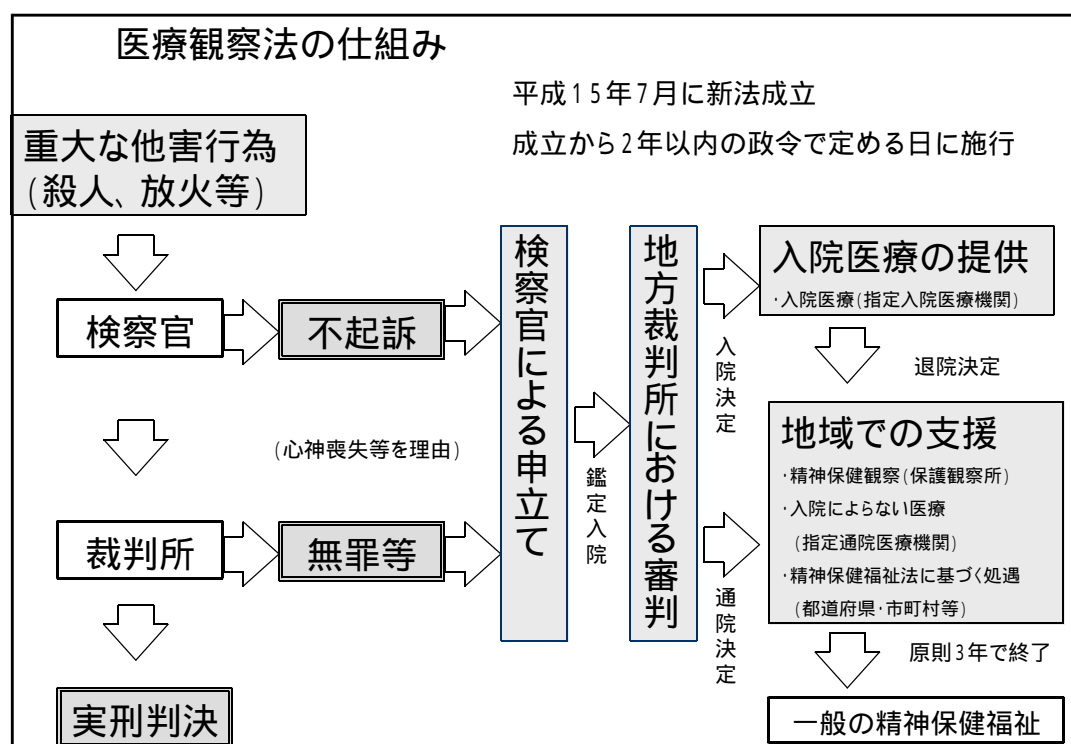 医療観察法の仕組み
平成15年7月に新法成立
成立から2年以内の政令で定める日に施行
重大な他害行為
(殺人、放火等)
検察官
不起訴
(心神喪失等を理由)
裁判所
無罪等
実刑判決
検察官による申立て
鑑定入院
地方裁判所における審判
入院決定
通院決定
入院医療の提供
・入院医療(指定入院医療機関)
退院決定
地域での支援
・精神保健観察(保護観察所)
・入院によらない医療
(指定通院医療機関)
・精神保健福祉法に基づく処遇
(都道府県・市町村等)
原則3年で終了
一般の精神保健福祉